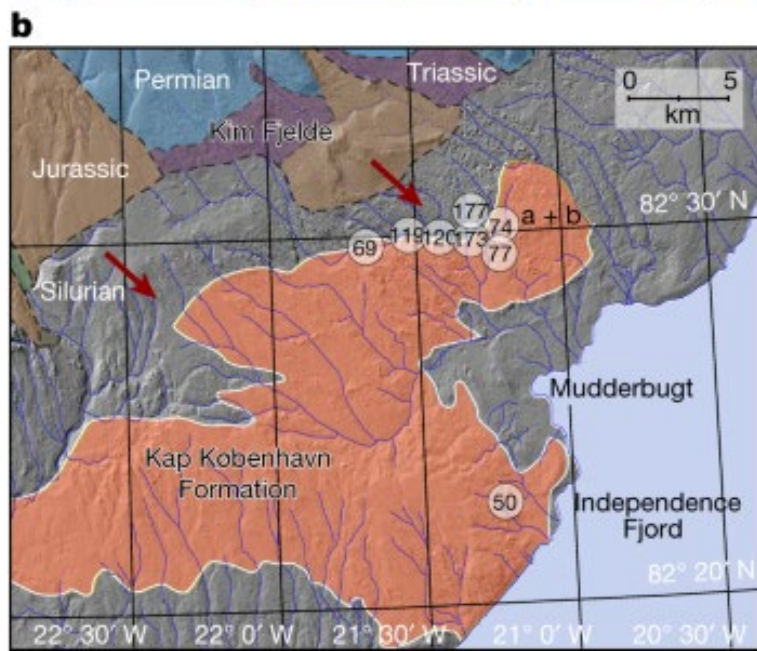 b
Permian
Triassic
0 5
km
Kim Fjelde
Jurassic
82° 30′ N
177
74
a + b
119
120
173
69
77
Silurian
Mudderbugt
Kap København
Formation
50
Independence
Fjord
82° 20′ N
22° 30′ W
22° 0′ W
21° 30′ W
21° 0′ W
20° 30′ W